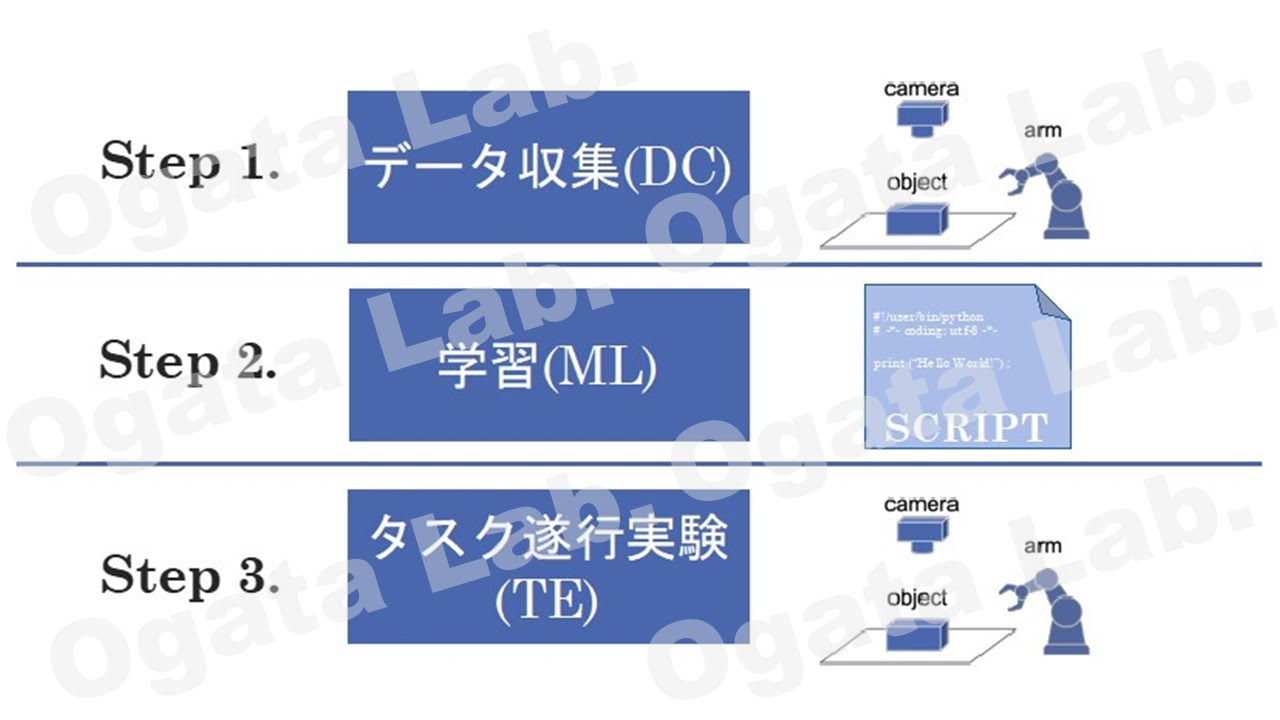 Step 1.
データ収集(DC)
camera
arm
object
Step 2.
学習(ML)
#!/user/bin/python
# -*- coding: utf-8 -*-
print ("Hello World!") ;
SCRIPT
Step 3.
タスク遂行実験
(TE)
camera
arm
object
Ogata Lab.
Ogata Lab.
Ogata Lab.
Ogata Lab.
Ogata Lab.
Ogata Lab.